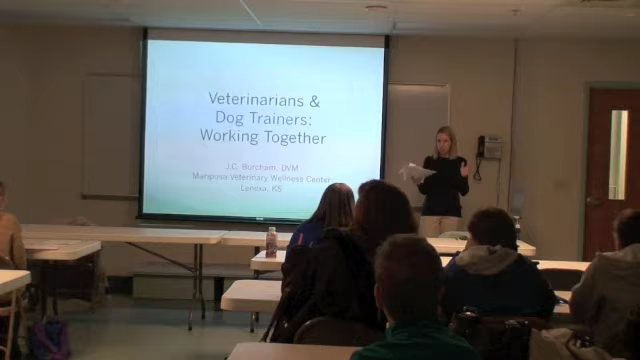 Veterinarians &
Dog Trainers:
Working Together
J.C. Burcham, DVM
Mariposa Veterinary Wellness Center
Lenexa, KS